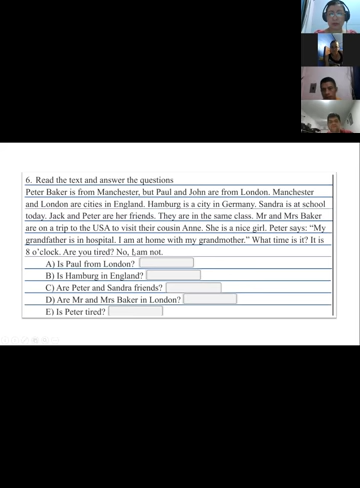 6. Read the text and answer the questions
Peter Baker is from Manchester, but Paul and John are from London. Manchester
and London are cities in England. Hamburg is a city in Germany. Sandra is at school
today. Jack and Peter are her friends. They are in the same class. Mr and Mrs Baker
are on a trip to the USA to visit their cousin Anne. She is a nice girl. Peter says: “My
grandfather is in hospital. I am at home with my grandmother.” What time is it? It is
8 o’clock. Are you tired? No, I am not.
A) Is Paul from London?
B) Is Hamburg in England?
C) Are Peter and Sandra friends?
D) Are Mr and Mrs Baker in London?
E) Is Peter tired?